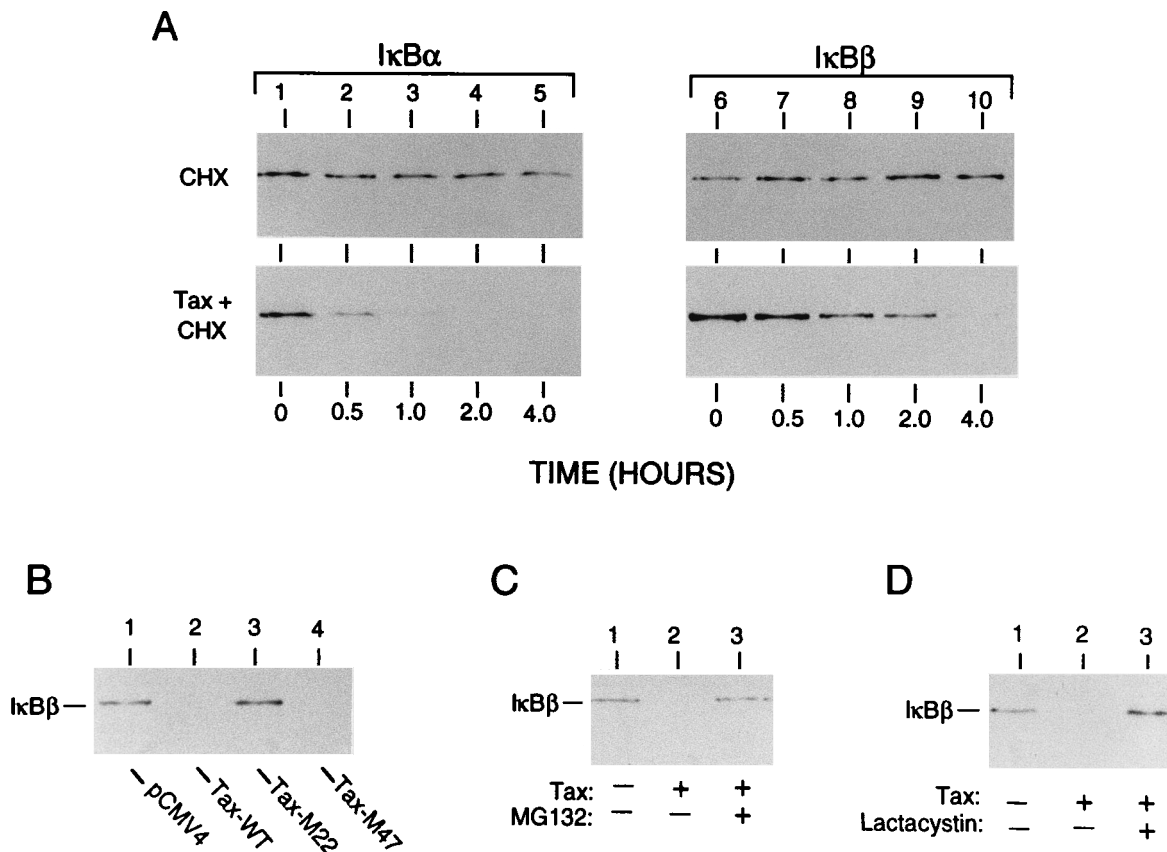 A
IκBα
IκBβ
1 2 3 4 5
6 7 8 9 10
CHX
Tax +
CHX
0 0.5 1.0 2.0 4.0
0 0.5 1.0 2.0 4.0
TIME (HOURS)
B
1 2 3 4
IκBβ
pCMV4
Tax-WT
Tax-M22
Tax-M47
C
1 2 3
IκBβ
Tax: − + +
MG132: − − +
D
1 2 3
IκBβ
Tax: − + +
Lactacystin: − − +